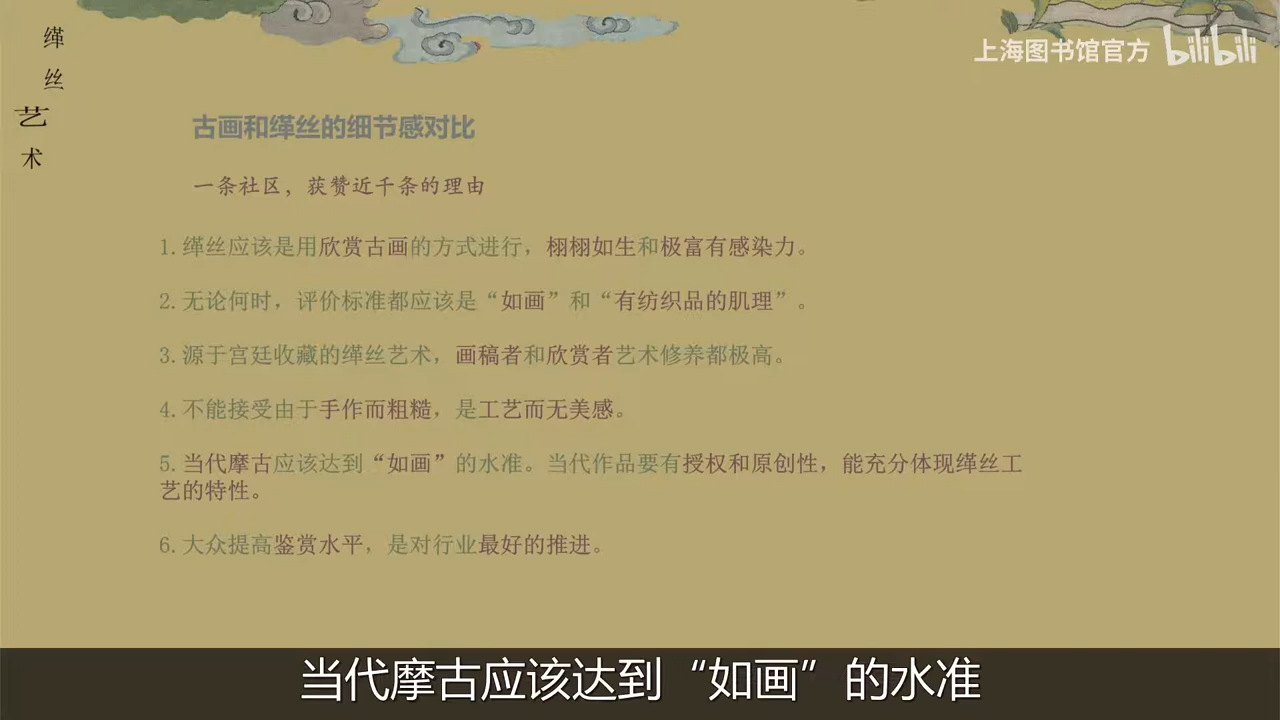 缂
丝
艺
术
上海图书馆官方 bilibili
古画和缂丝的细节感对比
一条社区，获赞近千条的理由
1.缂丝应该是用欣赏古画的方式进行，栩栩如生和极富有感染力。
2.无论何时，评价标准都应该是“如画”和“有纺织品的肌理”。
3.源于宫廷收藏的缂丝艺术，画稿者和欣赏者艺术修养都极高。
4.不能接受由于手作而粗糙，是工艺而无美感。
5.当代摩古应该达到“如画”的水准。当代作品要有授权和原创性，能充分体现缂丝工
艺的特性。
6.大众提高鉴赏水平，是对行业最好的推进。
当代摩古应该达到“如画”的水准